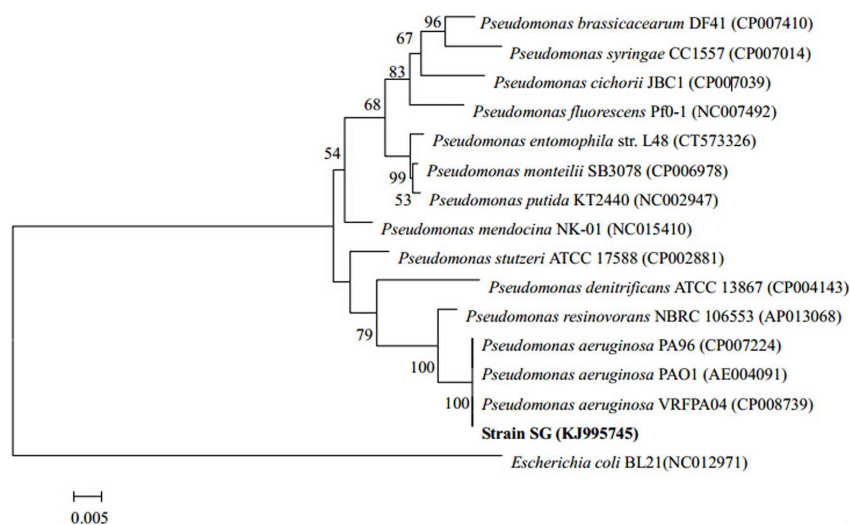 96
Pseudomonas brassicacearum DF41 (CP007410)
67
Pseudomonas syringae CC1557 (CP007014)
83
Pseudomonas cichorii JBC1 (CP007039)
68
Pseudomonas fluorescens Pf0-1 (NC007492)
Pseudomonas entomophila str. L48 (CT573326)
54
Pseudomonas monteilii SB3078 (CP006978)
99
53
Pseudomonas putida KT2440 (NC002947)
Pseudomonas mendocina NK-01 (NC015410)
Pseudomonas stutzeri ATCC 17588 (CP002881)
Pseudomonas denitrificans ATCC 13867 (CP004143)
Pseudomonas resinovorans NBRC 106553 (AP013068)
79
Pseudomonas aeruginosa PA96 (CP007224)
100
Pseudomonas aeruginosa PAO1 (AE004091)
100
Pseudomonas aeruginosa VRFPA04 (CP008739)
Strain SG (KJ995745)
Escherichia coli BL21(NC012971)
0.005